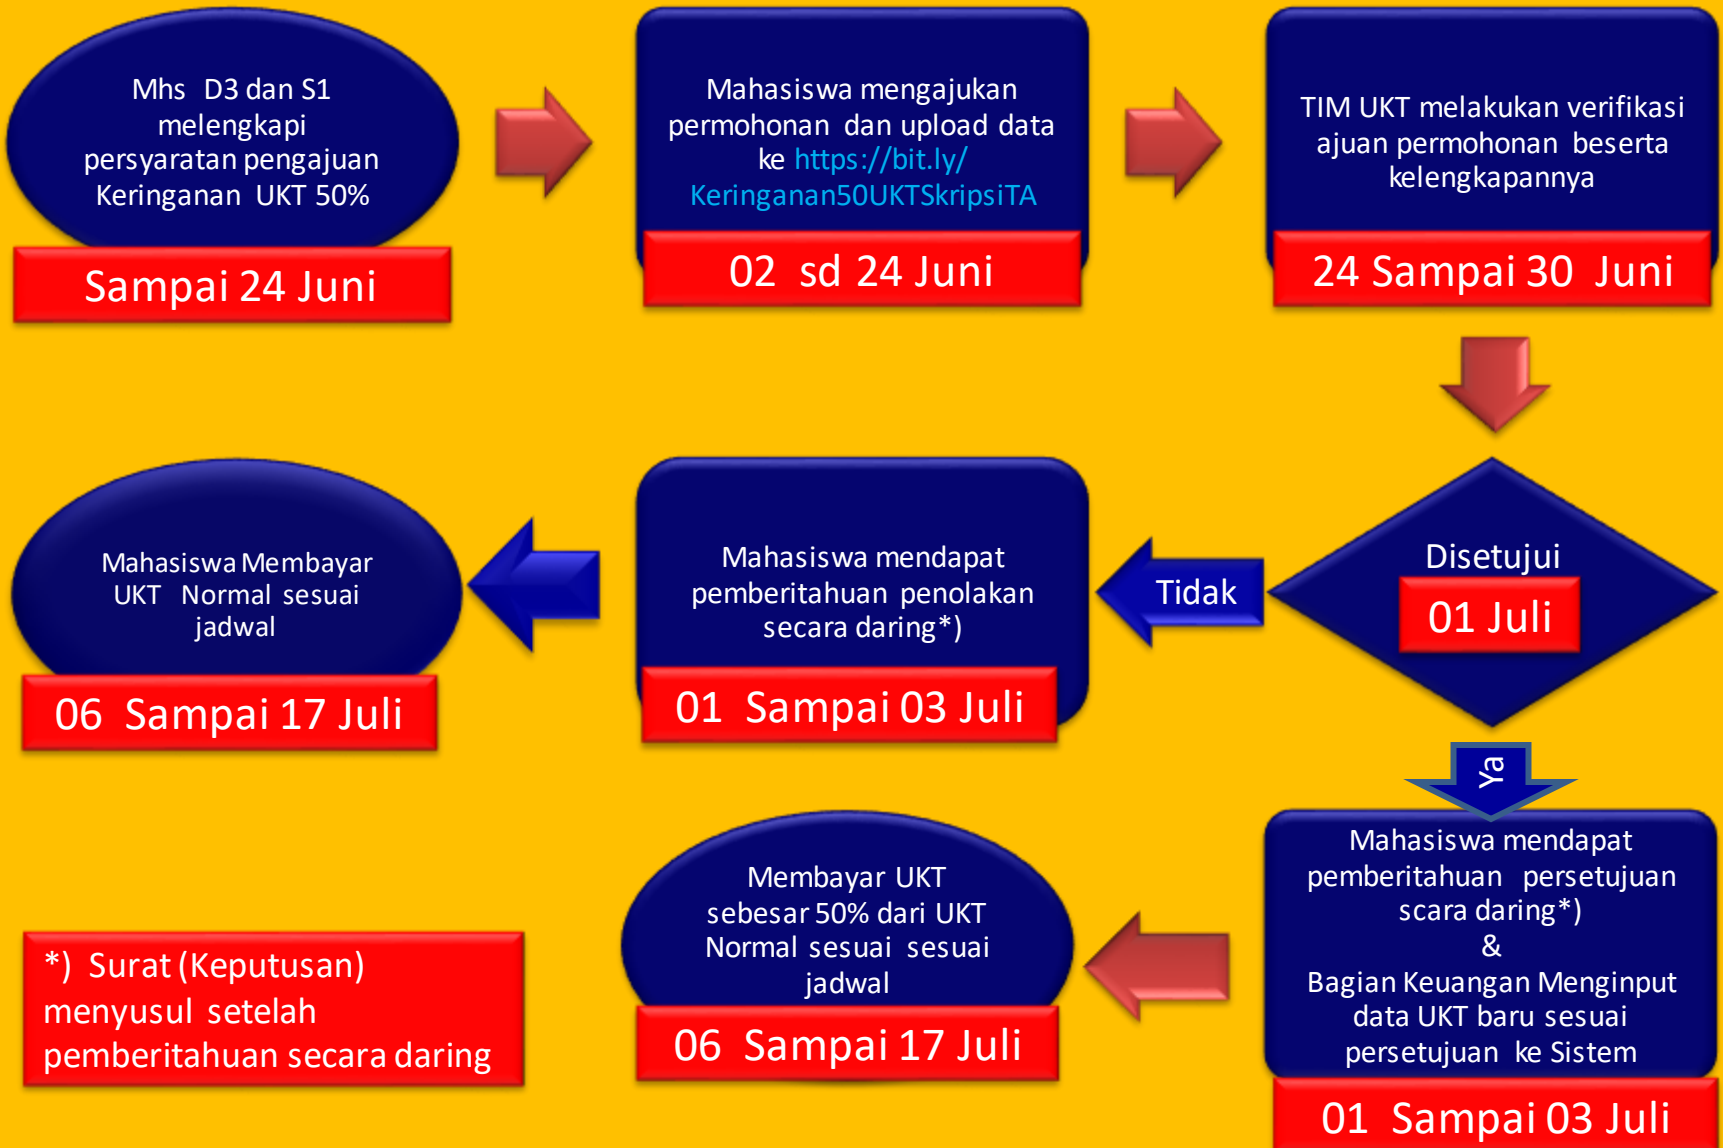 Mhs D3 dan S1
melengkapi
persyaratan pengajuan
Keringanan UKT 50%
Sampai 24 Juni
Mahasiswa mengajukan
permohonan dan upload data
ke https://bit.ly/
Keringanan50UKTSkripsiTA
02 sd 24 Juni
TIM UKT melakukan verifikasi
ajuan permohonan beserta
kelengkapannya
24 Sampai 30 Juni
Disetujui
01 Juli
Tidak
Mahasiswa mendapat
pemberitahuan penolakan
secara daring*)
01 Sampai 03 Juli
Mahasiswa Membayar
UKT Normal sesuai
jadwal
06 Sampai 17 Juli
Ya
Mahasiswa mendapat
pemberitahuan persetujuan
scara daring*)
&
Bagian Keuangan Menginput
data UKT baru sesuai
persetujuan ke Sistem
01 Sampai 03 Juli
Membayar UKT
sebesar 50% dari UKT
Normal sesuai sesuai
jadwal
06 Sampai 17 Juli
*) Surat (Keputusan)
menyusul setelah
pemberitahuan secara daring